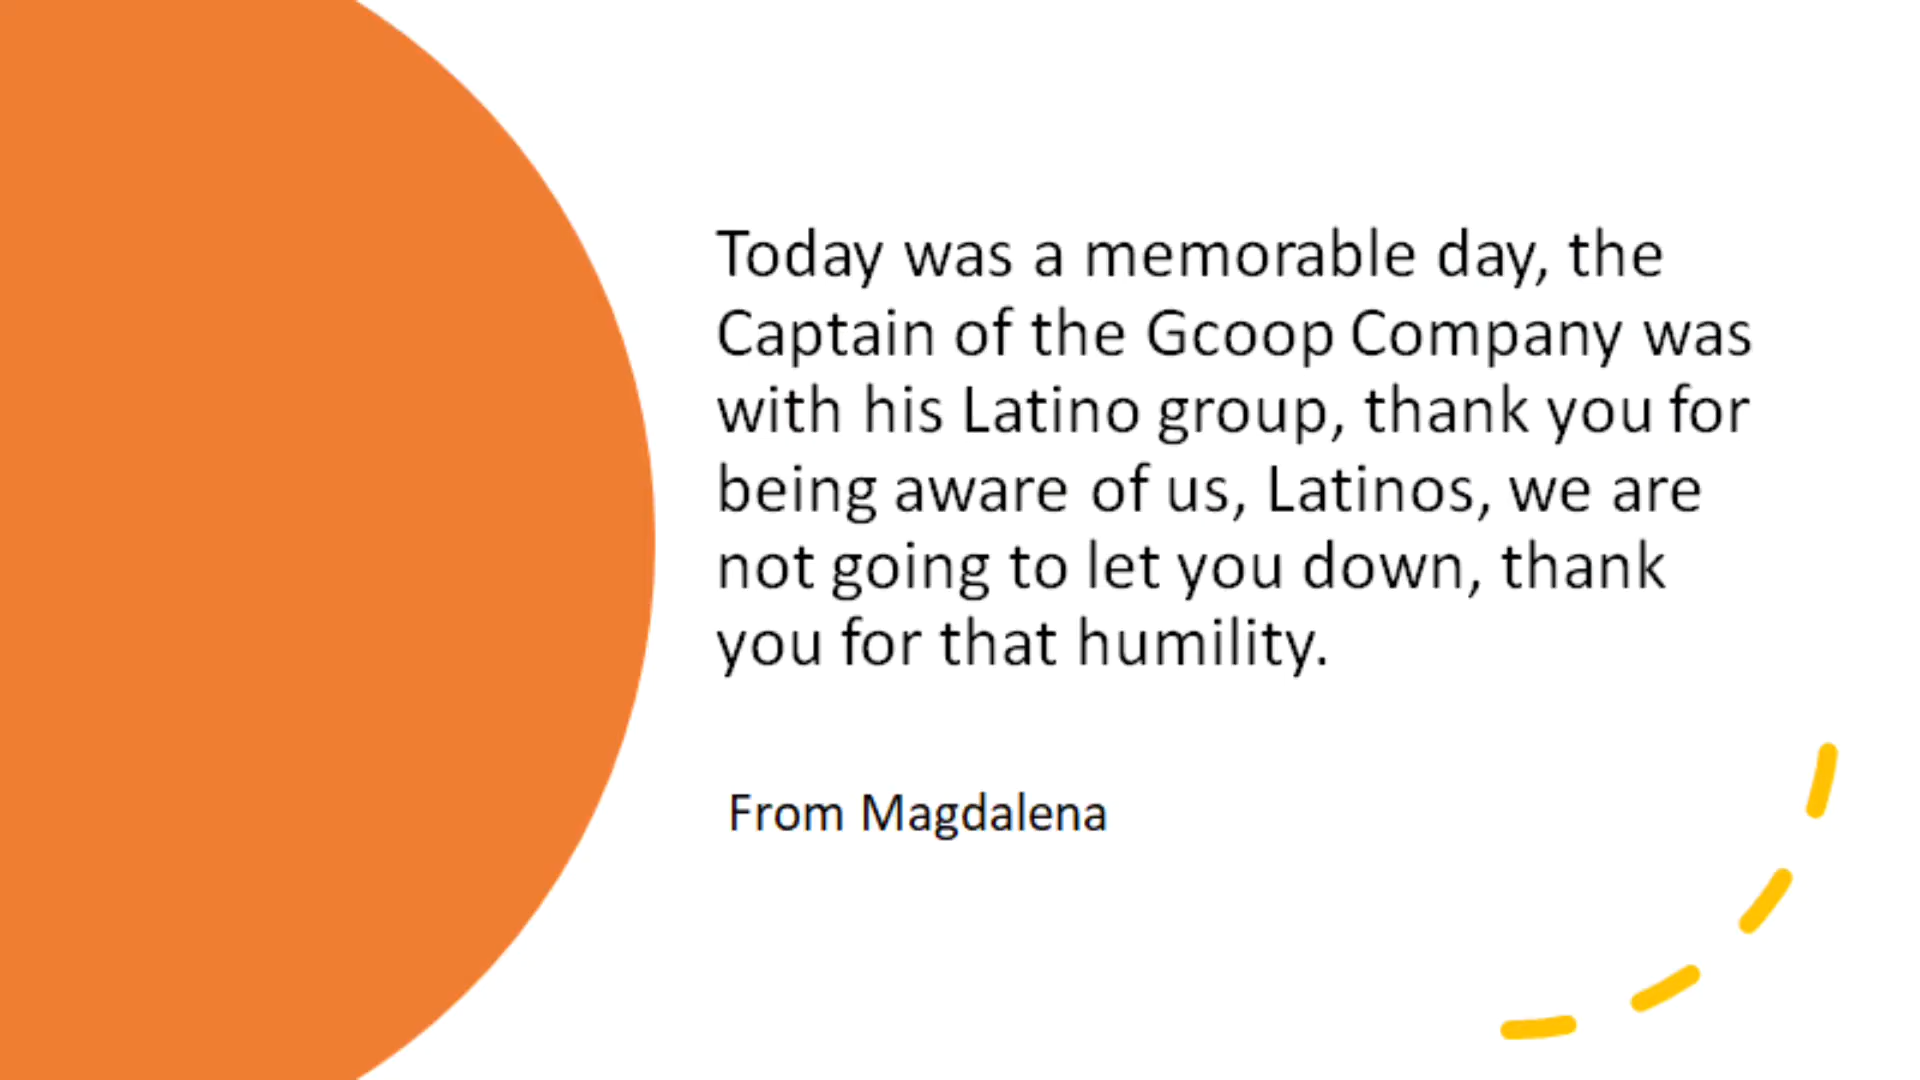 Today was a memorable day, the
Captain of the Gcoop Company was
with his Latino group, thank you for
being aware of us, Latinos, we are
not going to let you down, thank
you for that humility.
From Magdalena